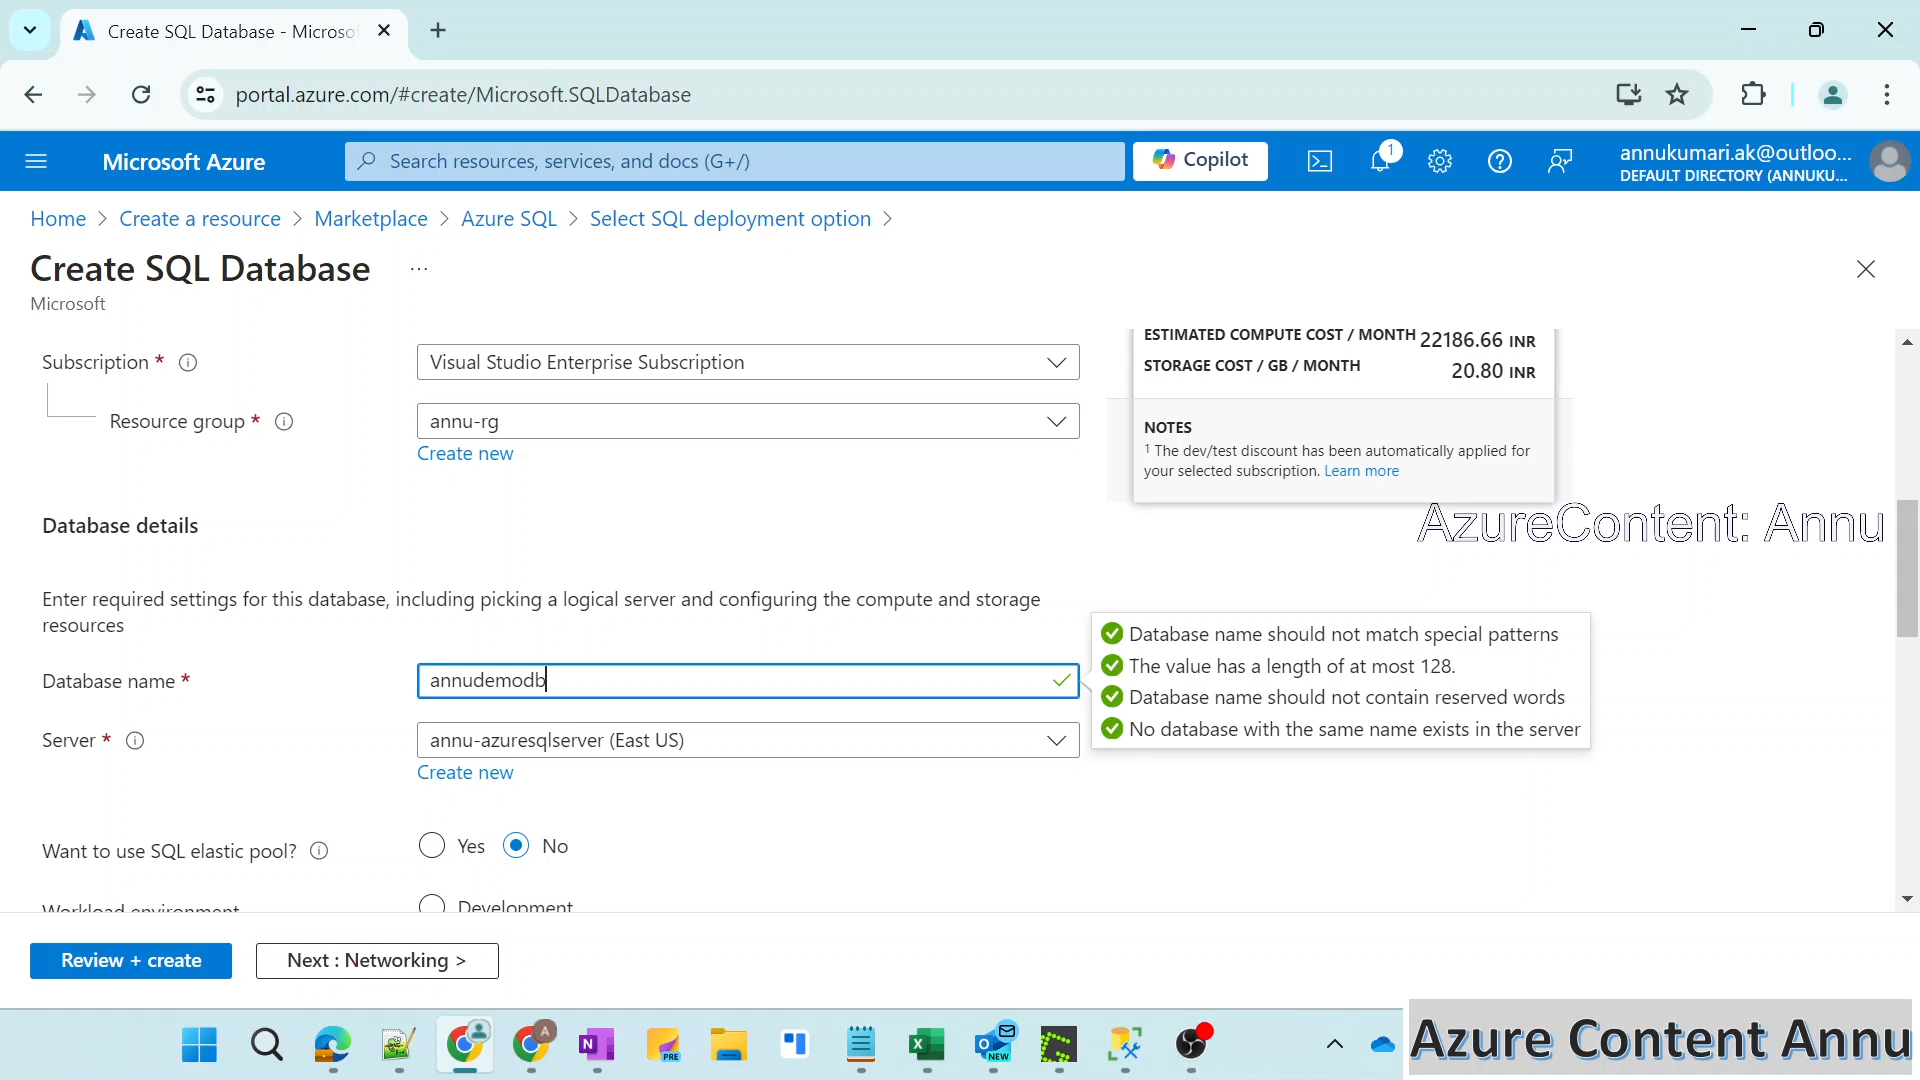 Create SQL Database - Microso
portal.azure.com/#create/Microsoft.SQLDatabase
Microsoft Azure
Search resources, services, and docs (G+/)
Copilot
1
annukumari.ak@outloo...
DEFAULT DIRECTORY (ANNUKU...
Home > Create a resource > Marketplace > Azure SQL > Select SQL deployment option >
Create SQL Database ...
Microsoft
Subscription *
Visual Studio Enterprise Subscription
Resource group *
annu-rg
Create new
ESTIMATED COMPUTE COST / MONTH 22186.66 INR
STORAGE COST / GB / MONTH 20.80 INR
NOTES
1 The dev/test discount has been automatically applied for
your selected subscription. Learn more
AzureContent: Annu
Database details
Enter required settings for this database, including picking a logical server and configuring the compute and storage
resources
Database name *
annudemodb
Database name should not match special patterns
The value has a length of at most 128.
Database name should not contain reserved words
No database with the same name exists in the server
Server *
annu-azuresqlserver (East US)
Create new
Want to use SQL elastic pool?
Yes
No
Workload environment
Development
Review + create
Next : Networking >
A
N
PRE
X
O
NEW
Azure Content Annu